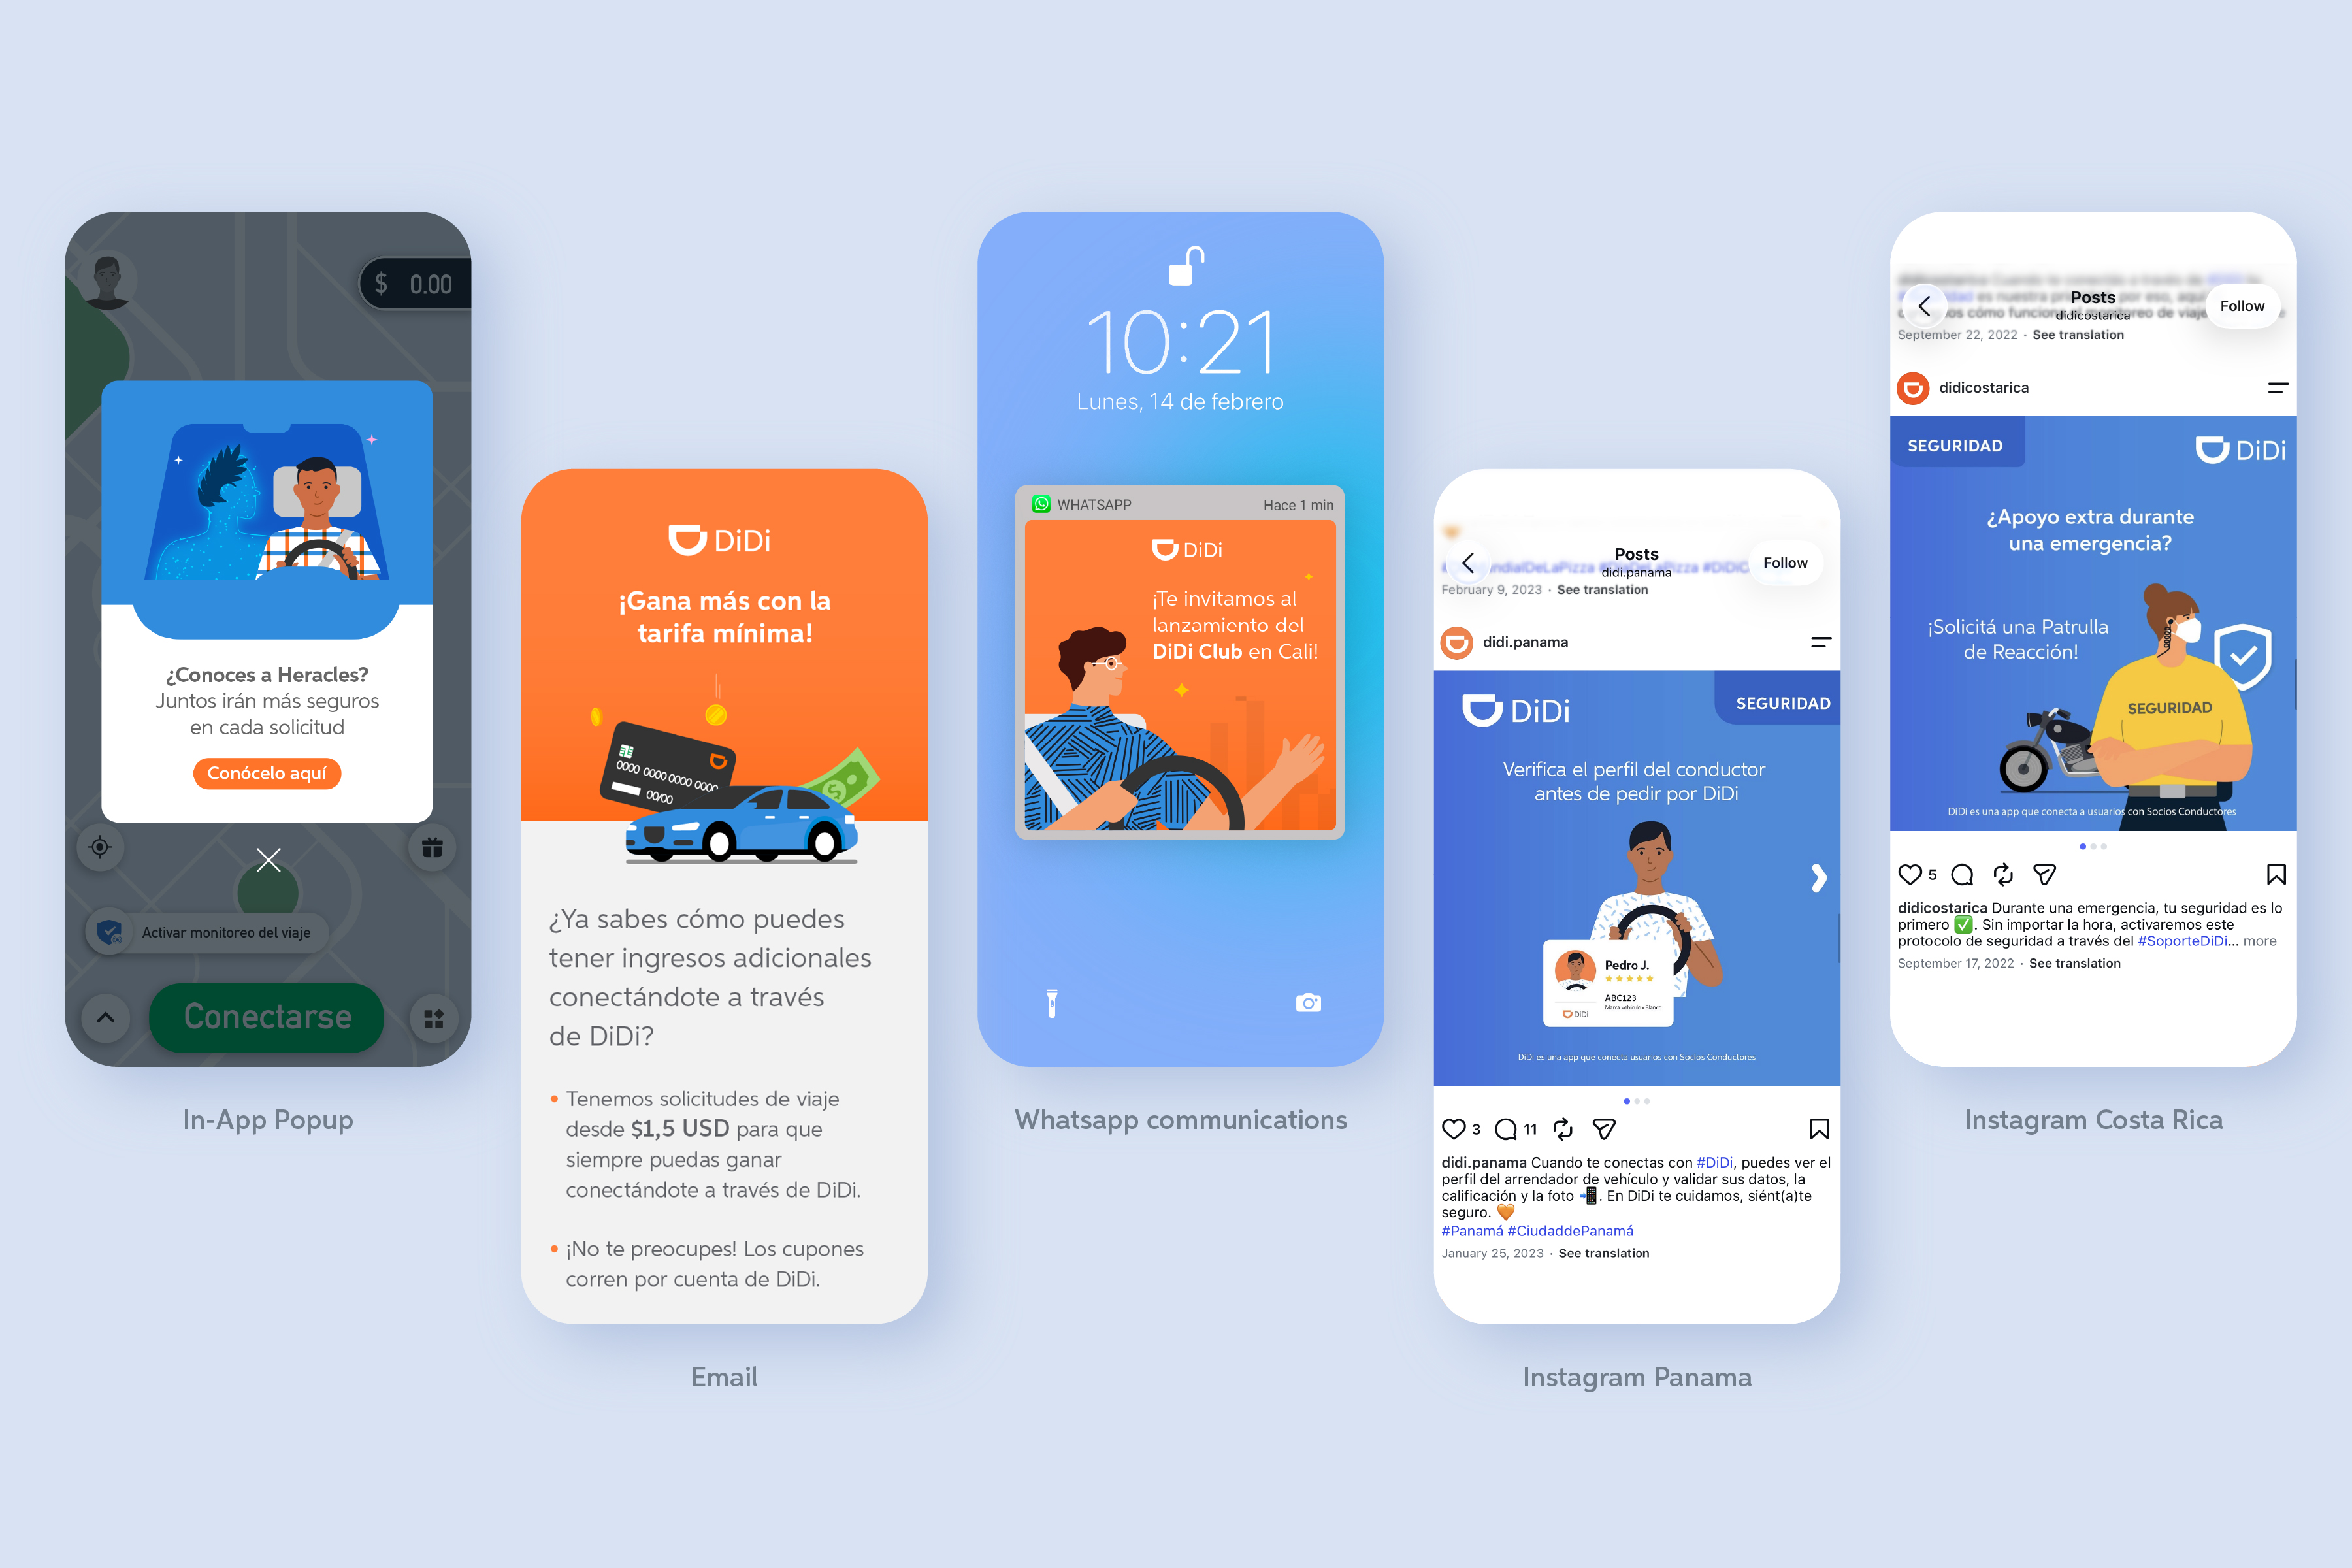 $ 0.00
¿Conoces a Heracles?
Juntos irán más seguros
en cada solicitud
Conócelo aquí
Activar monitoreo del viaje
Conectarse
In-App Popup
DiDi
¡Gana más con la
tarifa mínima!
0000 0000 0000 0000
00/00
$
¿Ya sabes cómo puedes
tener ingresos adicionales
conectándote a través
de DiDi?
• Tenemos solicitudes de viaje
desde $1,5 USD para que
siempre puedas ganar
conectándote a través de DiDi.
• ¡No te preocupes! Los cupones
corren por cuenta de DiDi.
Email
10:21
Lunes, 14 de febrero
WHATSAPP Hace 1 min
DiDi
¡Te invitamos al
lanzamiento del
DiDi Club en Cali!
Whatsapp communications
Posts
didi.panama
Follow
February 9, 2023 · See translation
didi.panama
DiDi
SEGURIDAD
Verifica el perfil del conductor
antes de pedir por DiDi
Pedro J.
ABC123
Marca vehículo • Blanco
DiDi
DiDi es una app que conecta usuarios con Socios Conductores
3 11
didi.panama Cuando te conectas con #DiDi, puedes ver el
perfil del arrendador de vehículo y validar sus datos, la
calificación y la foto 📲. En DiDi te cuidamos, siént(a)te
seguro. 🧡
#Panamá #CiudaddePanamá
January 25, 2023 · See translation
Instagram Panama
Posts
didicostarica
Follow
September 22, 2022 · See translation
didicostarica
SEGURIDAD
DiDi
¿Apoyo extra durante
una emergencia?
¡Solicitá una Patrulla
de Reacción!
SEGURIDAD
DiDi es una app que conecta a usuarios con Socios Conductores
5
didicostarica Durante una emergencia, tu seguridad es lo
primero ✅. Sin importar la hora, activaremos este
protocolo de seguridad a través del #SoporteDiDi... more
September 17, 2022 · See translation
Instagram Costa Rica